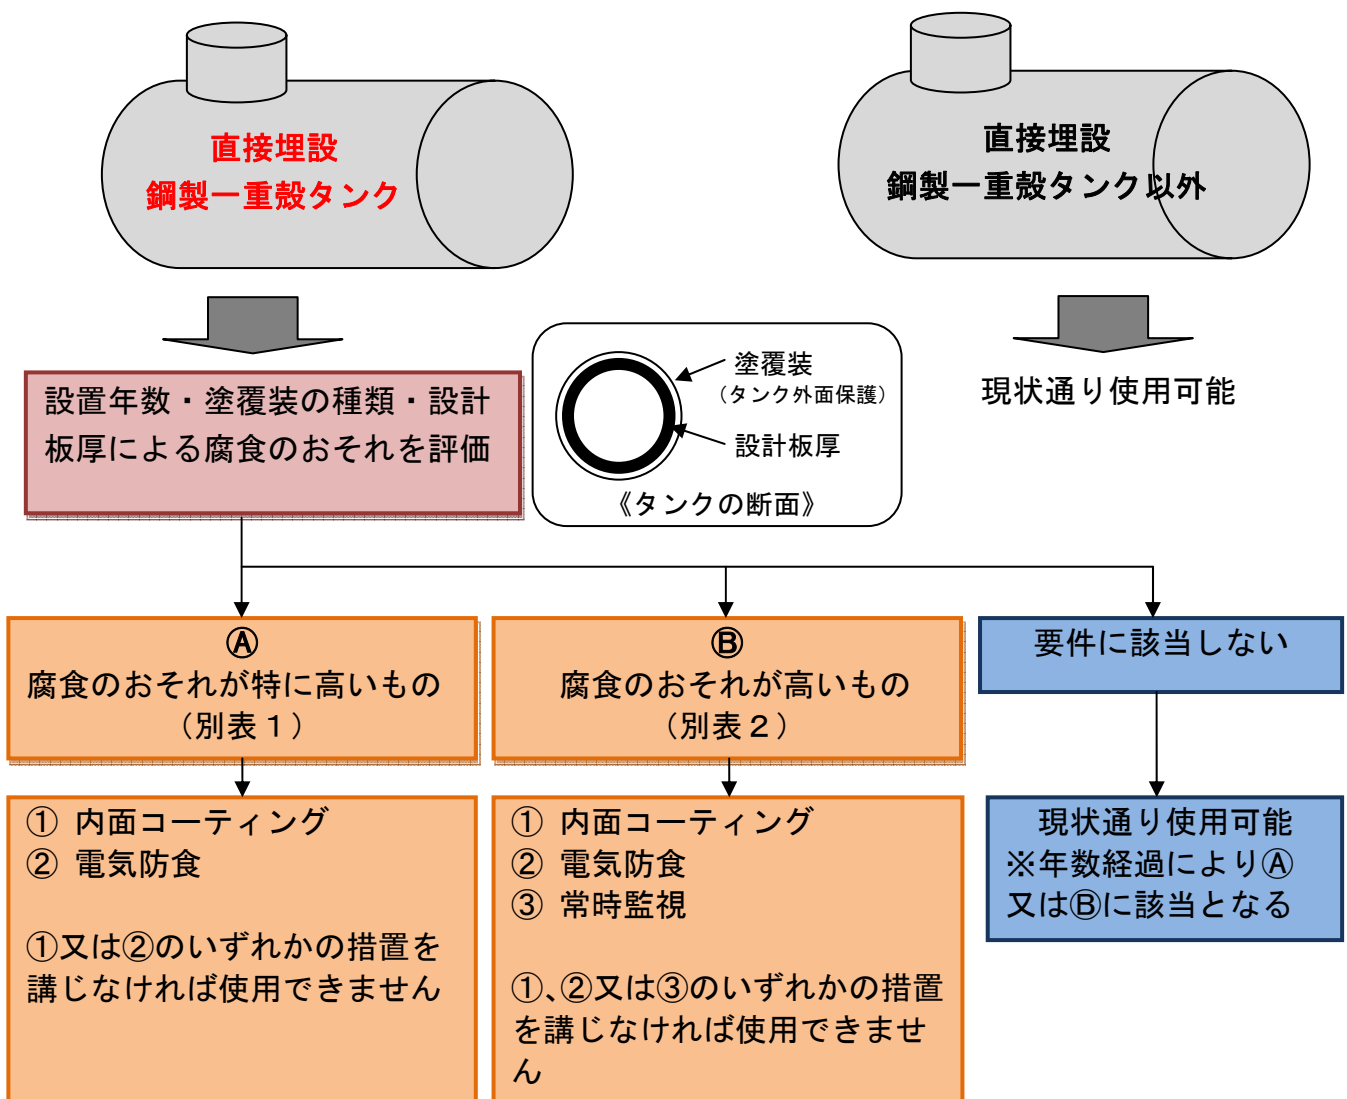 直接埋設
鋼製一重殻タンク
直接埋設
鋼製一重殻タンク以外
設置年数・塗覆装の種類・設計
板厚による腐食のおそれを評価
塗覆装
（タンク外面保護）
設計板厚
《タンクの断面》
現状通り使用可能
Ⓐ
腐食のおそれが特に高いもの
（別表１）
Ⓑ
腐食のおそれが高いもの
（別表２）
要件に該当しない
① 内面コーティング
② 電気防食
①又は②のいずれかの措置を
講じなければ使用できません
① 内面コーティング
② 電気防食
③ 常時監視
①、②又は③のいずれかの措置
を講じなければ使用できませ
ん
現状通り使用可能
※年数経過によりⒶ
又はⒷに該当となる